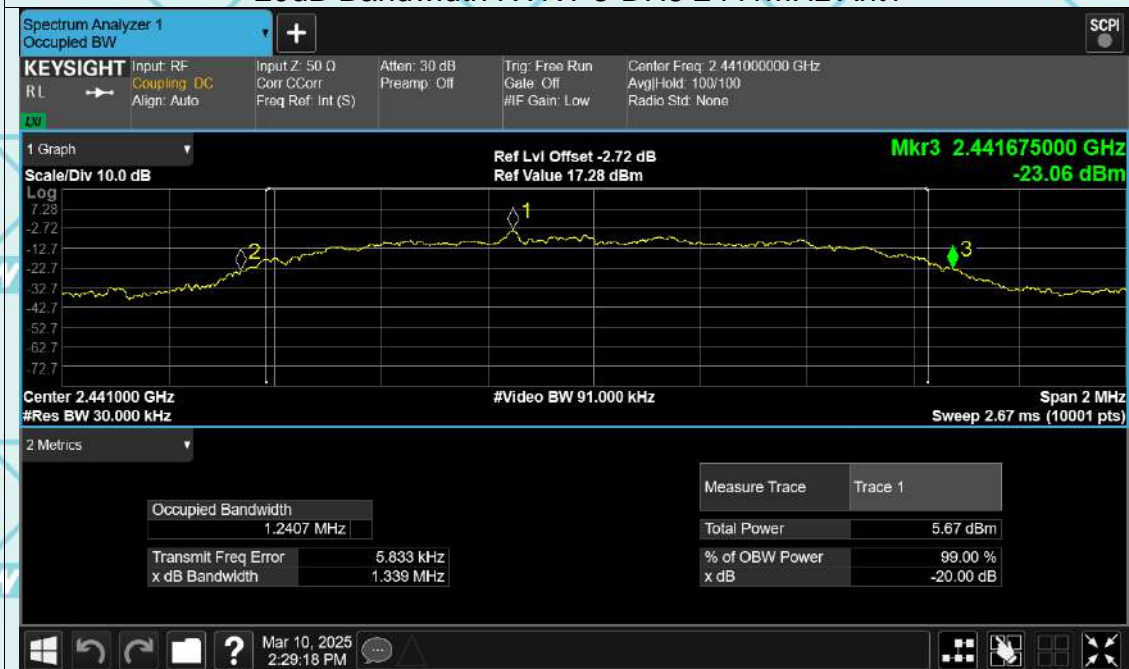 Spectrum Analyzer 1
Occupied BW
+
SCPI
KEYSIGHT
RL
LXI
Input: RF
Coupling: DC
Align: Auto
Input Z: 50 Ω
Corr CCorr
Freq Ref: Int (S)
Atten: 30 dB
Preamp: Off
Trig: Free Run
Gate: Off
#IF Gain: Low
Center Freq: 2.441000000 GHz
Avg|Hold: 100/100
Radio Std: None
1 Graph
Scale/Div 10.0 dB
Ref Lvl Offset -2.72 dB
Ref Value 17.28 dBm
Mkr3 2.441675000 GHz
-23.06 dBm
Log
7.28
-2.72
-12.7
-22.7
-32.7
-42.7
-52.7
-62.7
-72.7
1
2
3
Center 2.441000 GHz
#Res BW 30.000 kHz
#Video BW 91.000 kHz
Span 2 MHz
Sweep 2.67 ms (10001 pts)
2 Metrics
Occupied Bandwidth
1.2407 MHz
Transmit Freq Error 5.833 kHz
x dB Bandwidth 1.339 MHz
Measure Trace Trace 1
Total Power 5.67 dBm
% of OBW Power 99.00 %
x dB -20.00 dB
?
Mar 10, 2025
2:29:18 PM